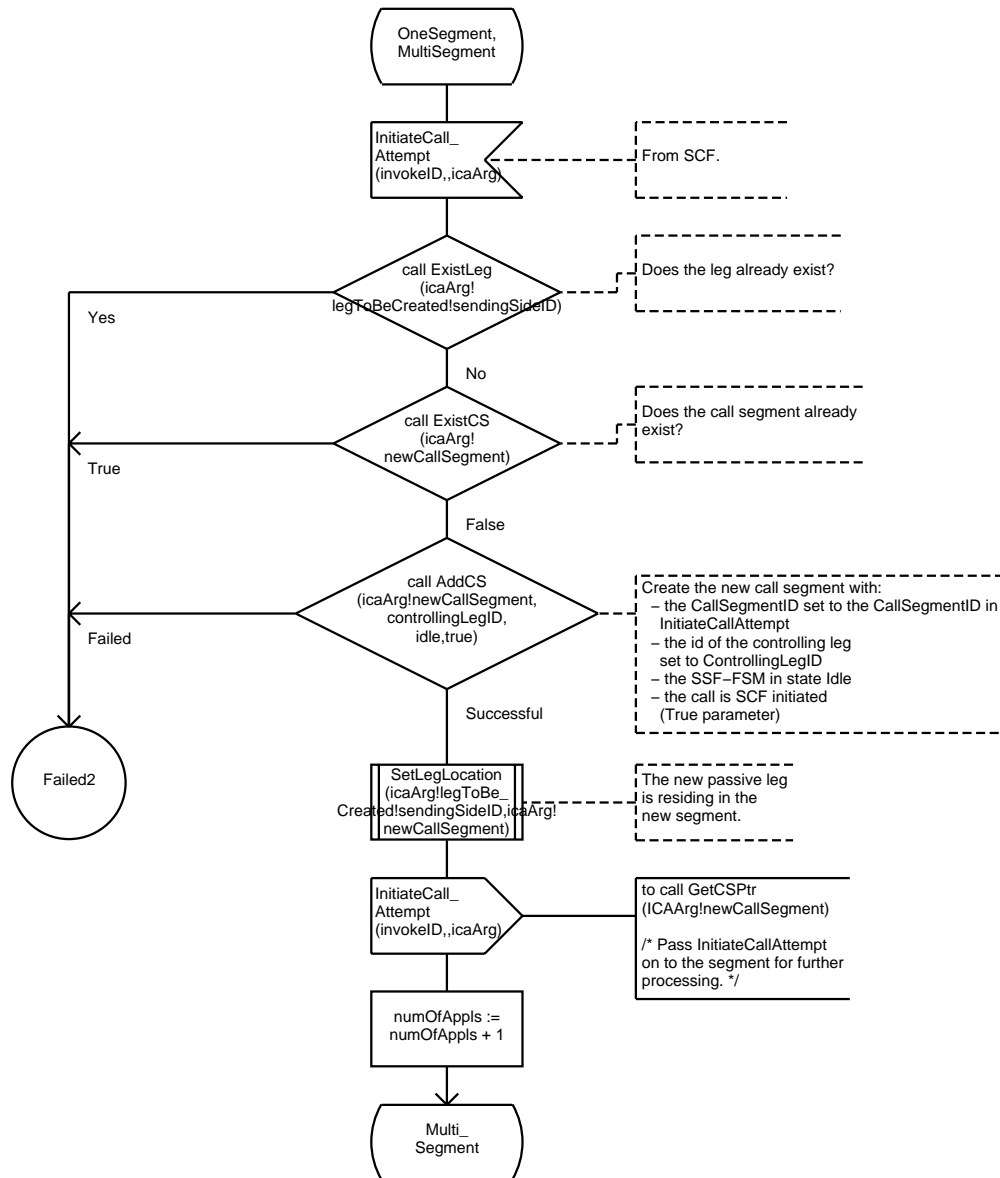 OneSegment,
MultiSegment
InitiateCall_
Attempt
(invokeID,,icaArg)
From SCF.
call ExistLeg
(icaArg!
legToBeCreated!sendingSideID)
Does the leg already exist?
Yes
No
call ExistCS
(icaArg!
newCallSegment)
Does the call segment already
exist?
True
False
call AddCS
(icaArg!newCallSegment,
controllingLegID,
idle,true)
Create the new call segment with:
– the CallSegmentID set to the CallSegmentID in
InitiateCallAttempt
– the id of the controlling leg
set to ControllingLegID
– the SSF–FSM in state Idle
– the call is SCF initiated
(True parameter)
Failed
Successful
Failed2
SetLegLocation
(icaArg!legToBe_
Created!sendingSideID,icaArg!
newCallSegment)
The new passive leg
is residing in the
new segment.
InitiateCall_
Attempt
(invokeID,,icaArg)
to call GetCSPtr
(ICAArg!newCallSegment)
/* Pass InitiateCallAttempt
on to the segment for further
processing. */
numOfAppls :=
numOfAppls + 1
Multi_
Segment